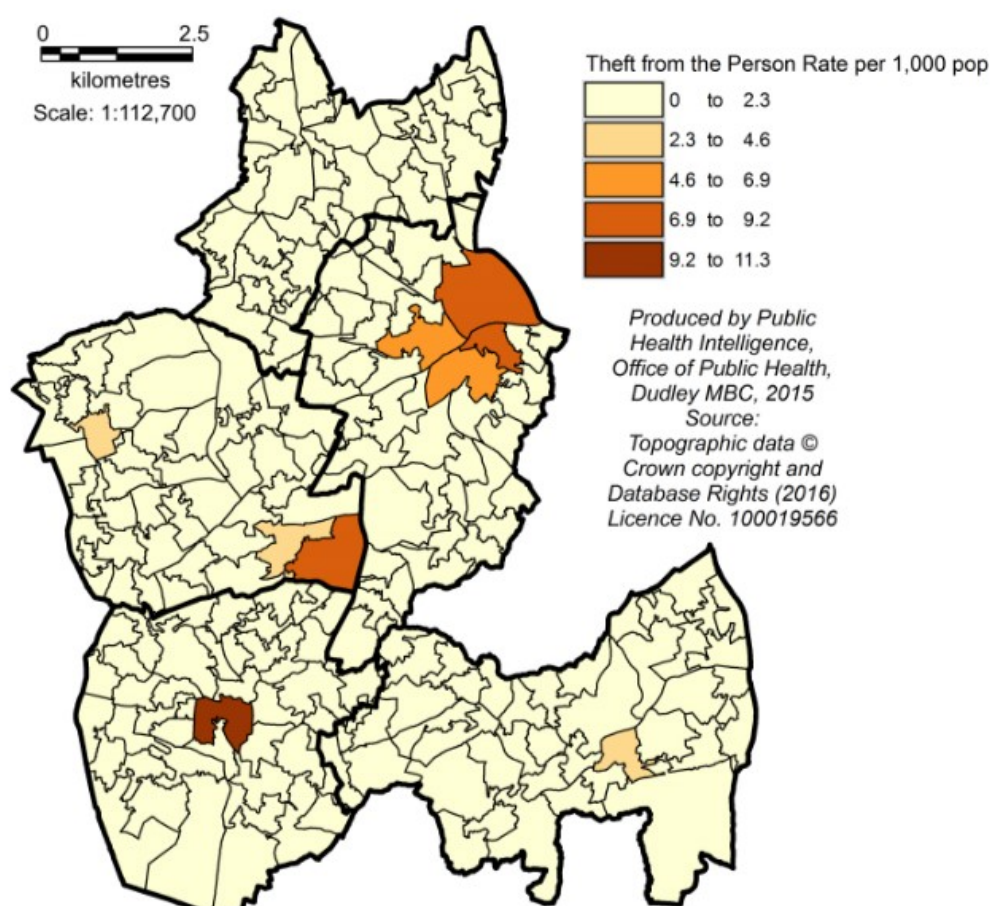 0 2.5
kilometres
Scale: 1:112,700
Theft from the Person Rate per 1,000 pop
0 to 2.3
2.3 to 4.6
4.6 to 6.9
6.9 to 9.2
9.2 to 11.3
Produced by Public
Health Intelligence,
Office of Public Health,
Dudley MBC, 2015
Source:
Topographic data ©
Crown copyright and
Database Rights (2016)
Licence No. 100019566